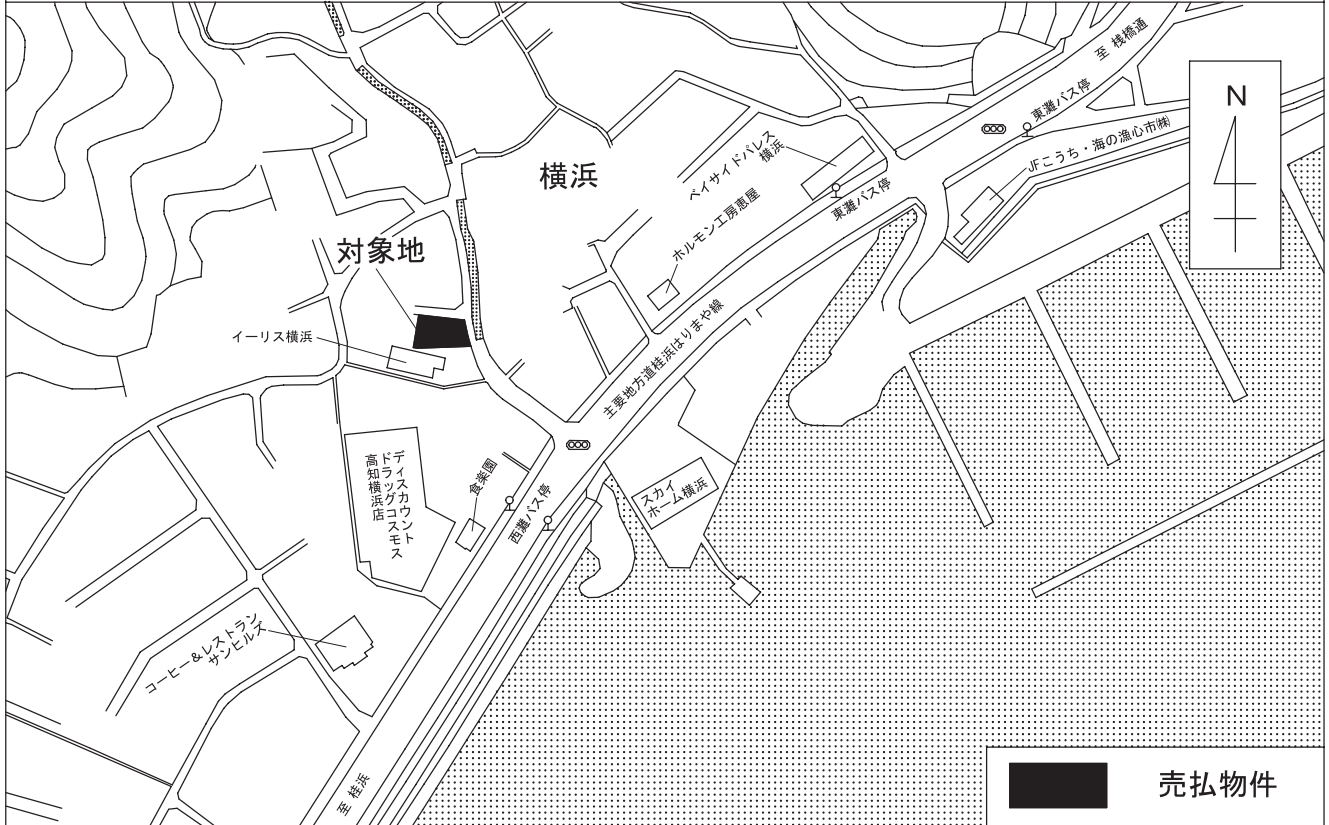 至 桟橋通
東灘バス停
N
JFこうち・海の漁心市㈱
ベイサイドパレス
横浜
横浜
東灘バス停
ホルモン工房恵屋
対象地
イーリス横浜
主要地方道桂浜はりまや線
ディスカウント
ドラッグコスモス
高知横浜店
食楽園
西灘バス停
スカイ
ホーム横浜
コーヒー＆レストラン
サンヒルズ
至 桂浜
売払物件